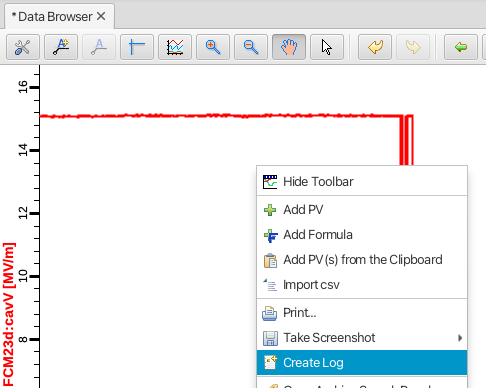 *Data Browser
16
14
12
10
8
FCM23d:cavV [MV/m]
Hide Toolbar
Add PV
Add Formula
Add PV(s) from the Clipboard
Import csv
Print...
Take Screenshot
Create Log